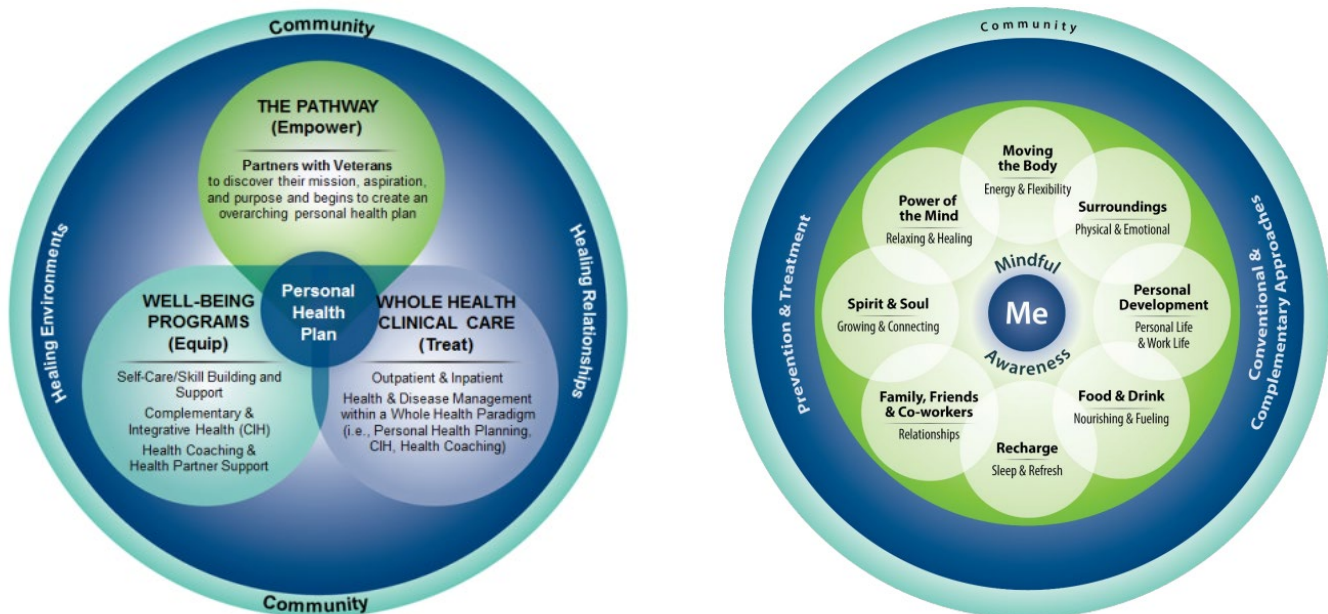 Community
THE PATHWAY
(Empower)
Partners with Veterans
to discover their mission, aspiration,
and purpose and begins to create an
overarching personal health plan
Healing Environments
Healing Relationships
Personal
Health
Plan
WELL-BEING
PROGRAMS
(Equip)
Self-Care/Skill Building and
Support
Complementary &
Integrative Health (CIH)
Health Coaching &
Health Partner Support
WHOLE HEALTH
CLINICAL CARE
(Treat)
Outpatient & Inpatient
Health & Disease Management
within a Whole Health Paradigm
(i.e., Personal Health Planning,
CIH, Health Coaching)
Community
Community
Prevention & Treatment
Conventional &
Complementary Approaches
Moving
the Body
Energy & Flexibility
Surroundings
Physical & Emotional
Personal
Development
Personal Life
& Work Life
Food & Drink
Nourishing & Fueling
Recharge
Sleep & Refresh
Family, Friends
& Co-workers
Relationships
Spirit & Soul
Growing & Connecting
Power of
the Mind
Relaxing & Healing
Mindful
Me
Awareness